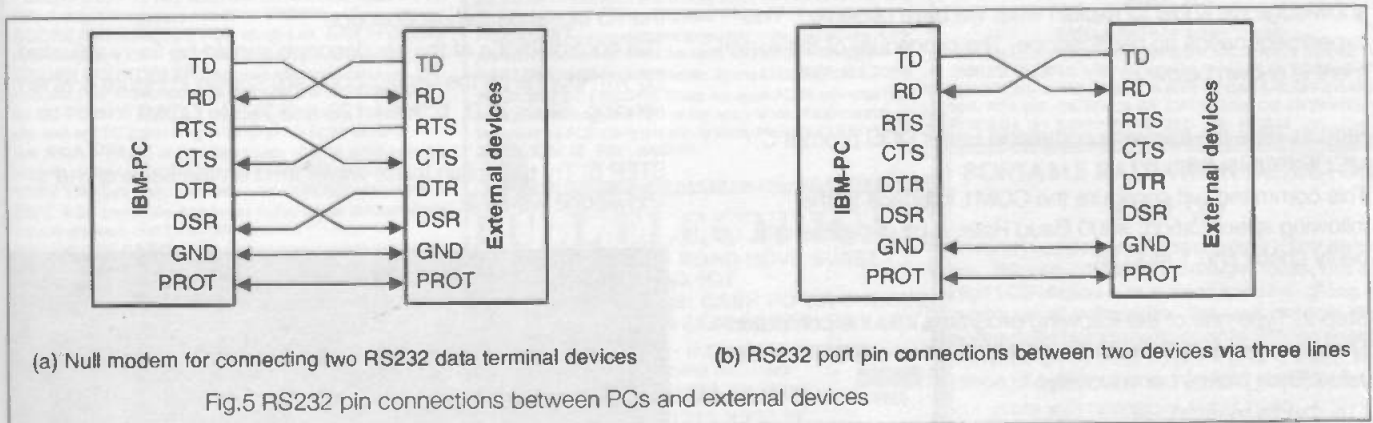 IBM-PC
TD
RD
RTS
CTS
DTR
DSR
GND
PROT
TD
RD
RTS
CTS
DTR
DSR
GND
PROT
External devices
(a) Null modem for connecting two RS232 data terminal devices
IBM-PC
TD
RD
RTS
CTS
DTR
DSR
GND
PROT
TD
RD
RTS
CTS
DTR
DSR
GND
PROT
External devices
(b) RS232 port pin connections between two devices via three lines
Fig.5 RS232 pin connections between PCs and external devices